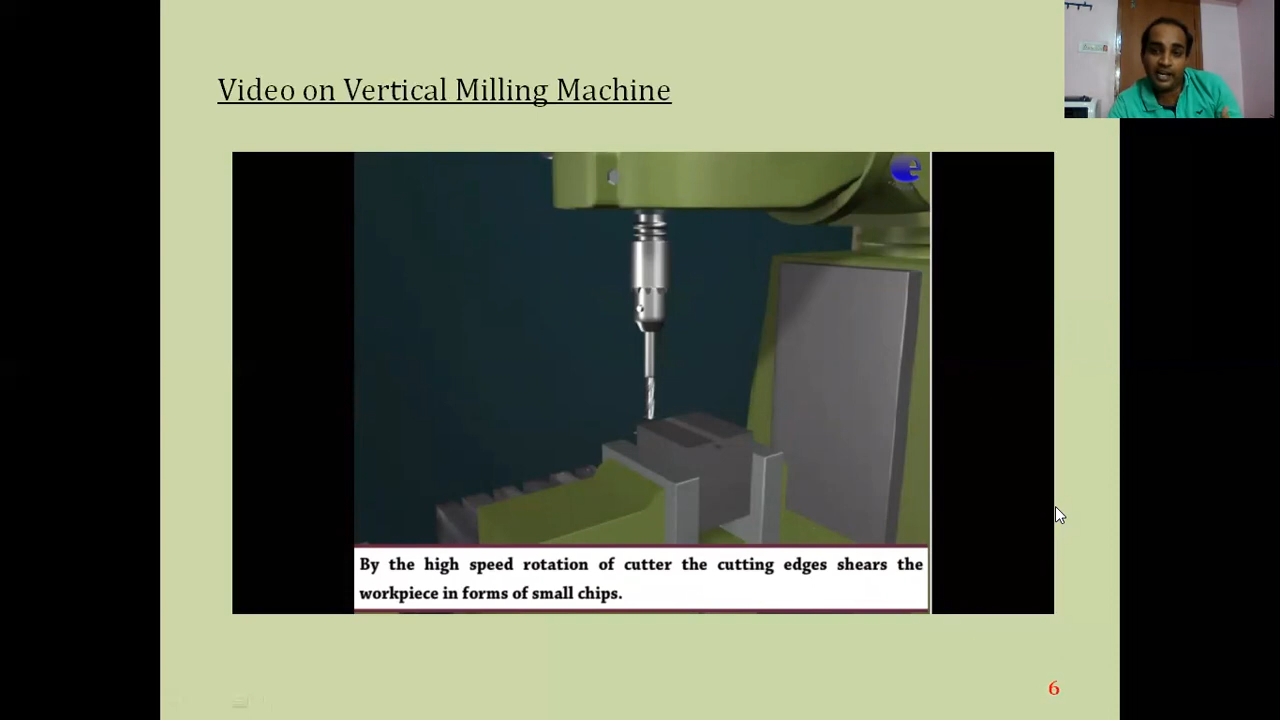 Video on Vertical Milling Machine
e
By the high speed rotation of cutter the cutting edges shears the
workpiece in forms of small chips.
6